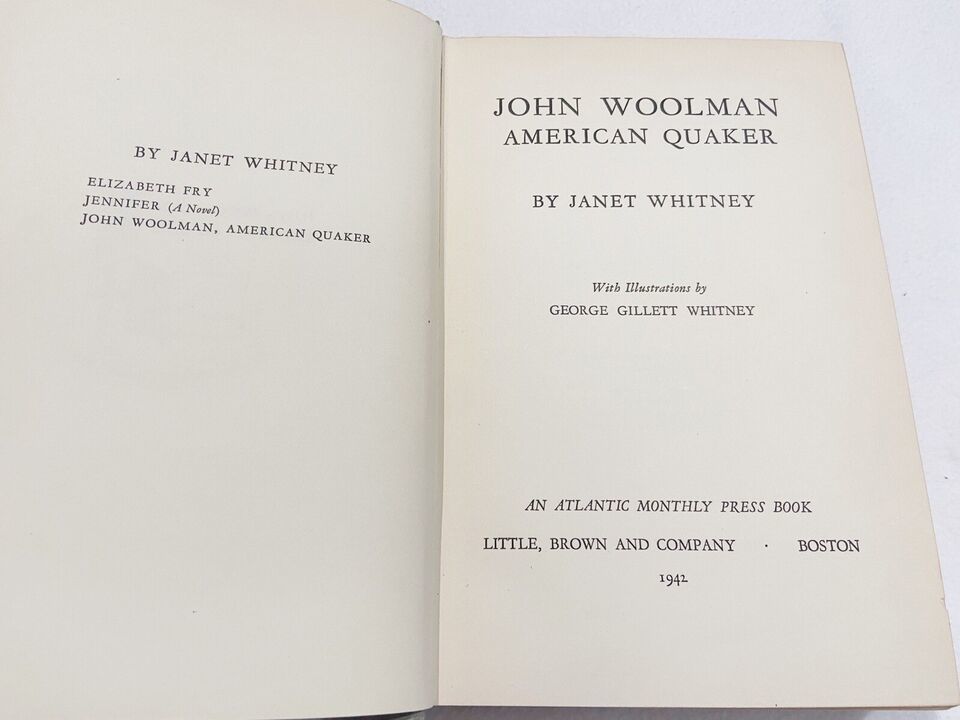 BY JANET WHITNEY
ELIZABETH FRY
JENNIFER (A Novel)
JOHN WOOLMAN, AMERICAN QUAKER
JOHN WOOLMAN
AMERICAN QUAKER
BY JANET WHITNEY
With Illustrations by
GEORGE GILLETT WHITNEY
AN ATLANTIC MONTHLY PRESS BOOK
LITTLE, BROWN AND COMPANY · BOSTON
1942